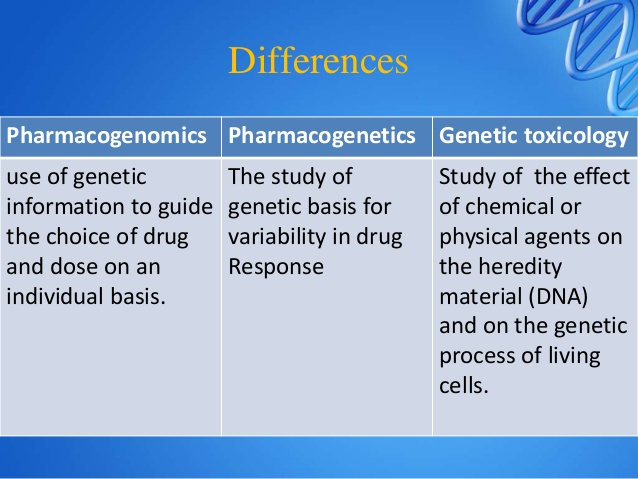 Differences
Pharmacogenomics
Pharmacogenetics
Genetic toxicology
use of genetic
information to guide
the choice of drug
and dose on an
individual basis.
The study of
genetic basis for
variability in drug
Response
Study of the effect
of chemical or
physical agents on
the heredity
material (DNA)
and on the genetic
process of living
cells.